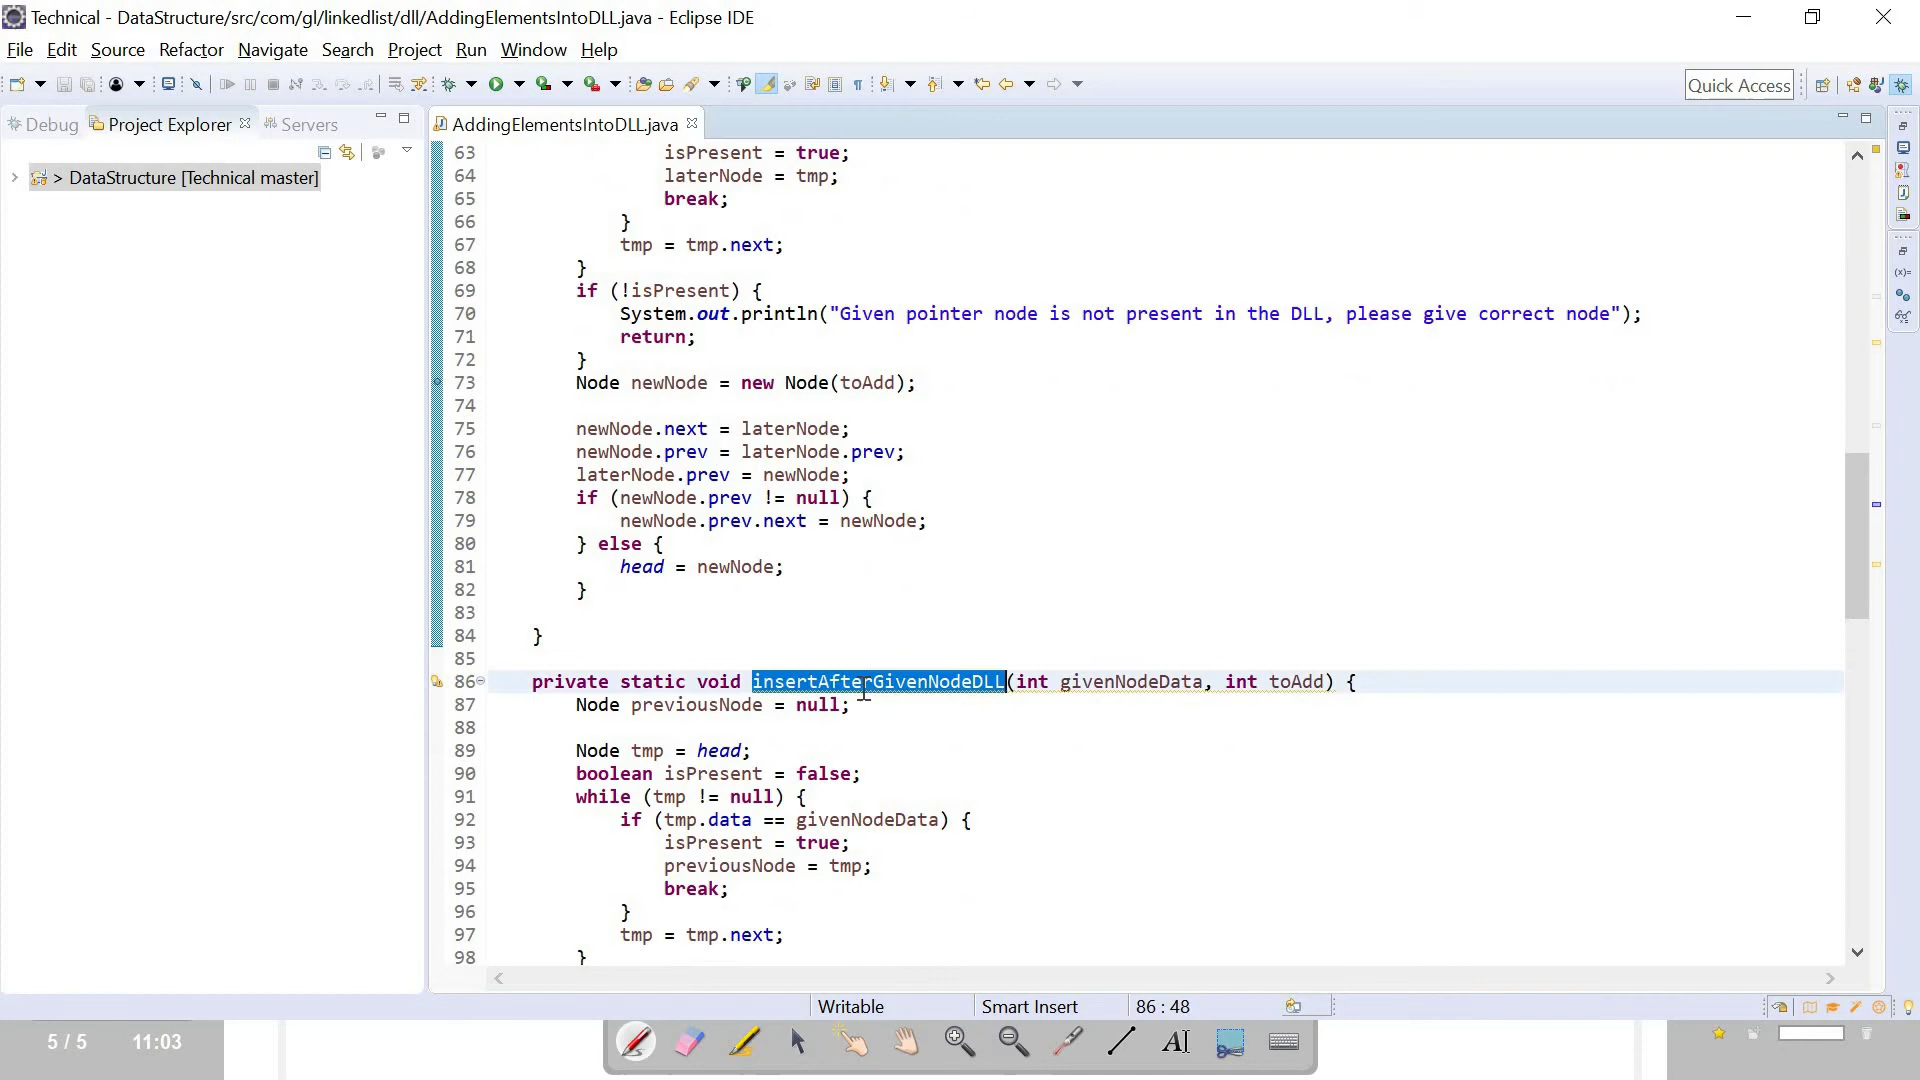 Technical - DataStructure/src/com/gl/linkedlist/dll/AddingElementsIntoDLL.java - Eclipse IDE
File Edit Source Refactor Navigate Search Project Run Window Help
Quick Access
Debug Project Explorer Servers
AddingElementsIntoDLL.java
> DataStructure [Technical master]
63 isPresent = true;
64 laterNode = tmp;
65 break;
66 }
67 tmp = tmp.next;
68 }
69 if (!isPresent) {
70 System.out.println("Given pointer node is not present in the DLL, please give correct node");
71 return;
72 }
73 Node newNode = new Node(toAdd);
74
75 newNode.next = laterNode;
76 newNode.prev = laterNode.prev;
77 laterNode.prev = newNode;
78 if (newNode.prev != null) {
79 newNode.prev.next = newNode;
80 } else {
81 head = newNode;
82 }
83
84 }
85
86 private static void insertAfterGivenNodeDLL(int givenNodeData, int toAdd) {
87 Node previousNode = null;
88
89 Node tmp = head;
90 boolean isPresent = false;
91 while (tmp != null) {
92 if (tmp.data == givenNodeData) {
93 isPresent = true;
94 previousNode = tmp;
95 break;
96 }
97 tmp = tmp.next;
98 }
Writable Smart Insert 86 : 48
5 / 5 11:03